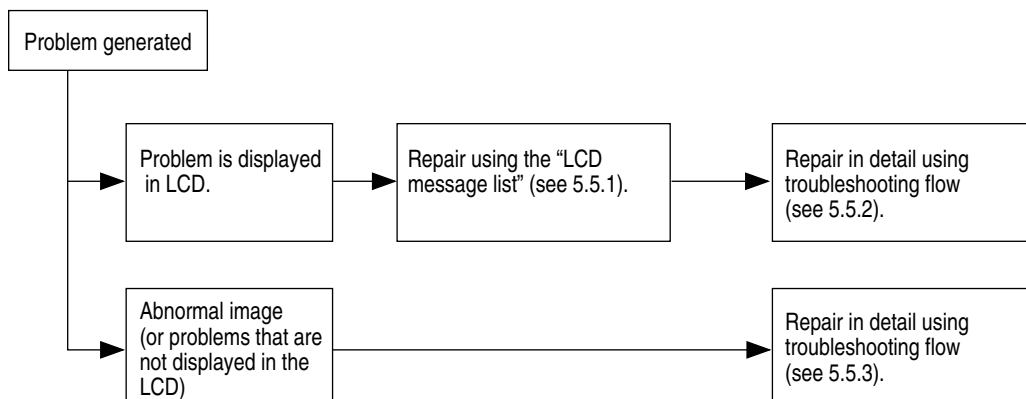 Problem generated
Problem is displayed
in LCD.
Repair using the “LCD
message list” (see 5.5.1).
Repair in detail using
troubleshooting flow
(see 5.5.2).
Abnormal image
(or problems that are
not displayed in the
LCD)
Repair in detail using
troubleshooting flow
(see 5.5.3).